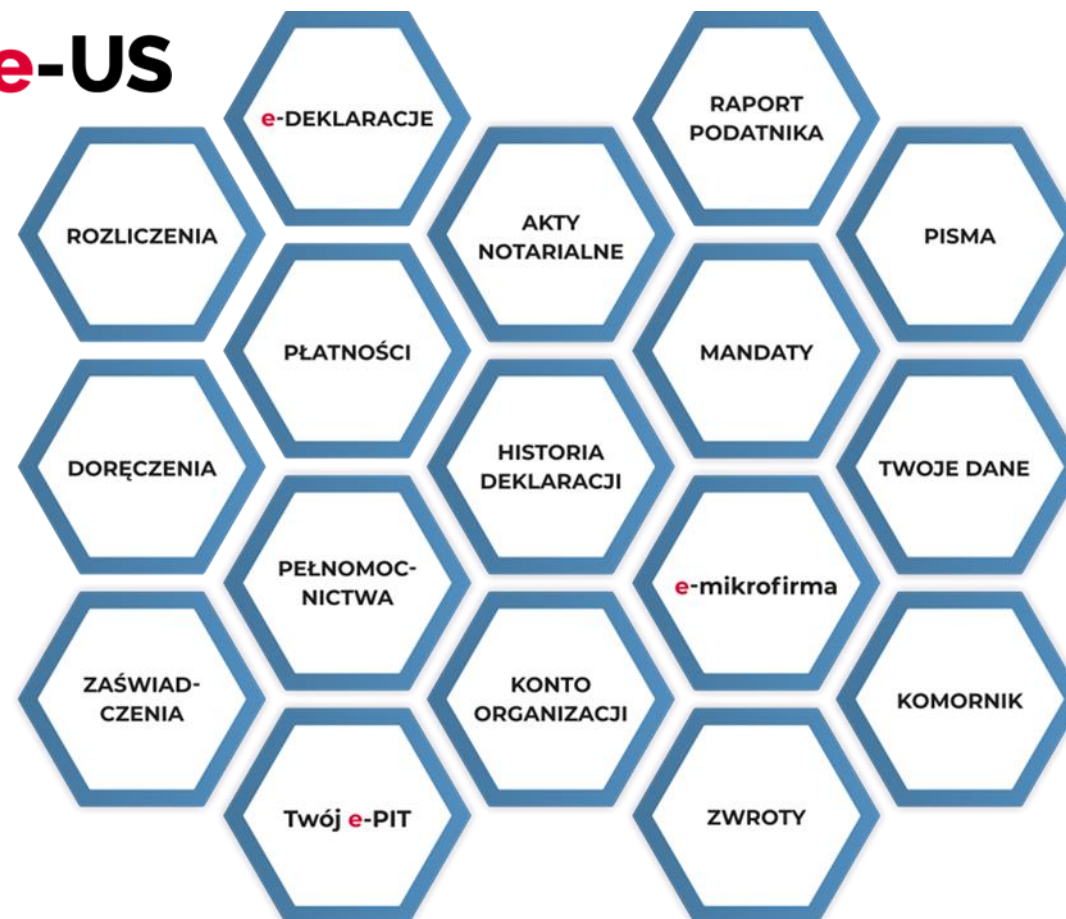 e-US
e-DEKLARACJE
RAPORT
PODATNIKA
ROZLICZENIA
AKTY
NOTARIALNE
PISMA
PŁATNOŚCI
MANDATY
DORĘCZENIA
HISTORIA
DEKLARACJI
TWOJE DANE
PEŁNOMOC-
NICTWA
e-mikrofirma
ZAŚWIAD-
CZENIA
KONTO
ORGANIZACJI
KOMORNIK
Twój e-PIT
ZWROTY